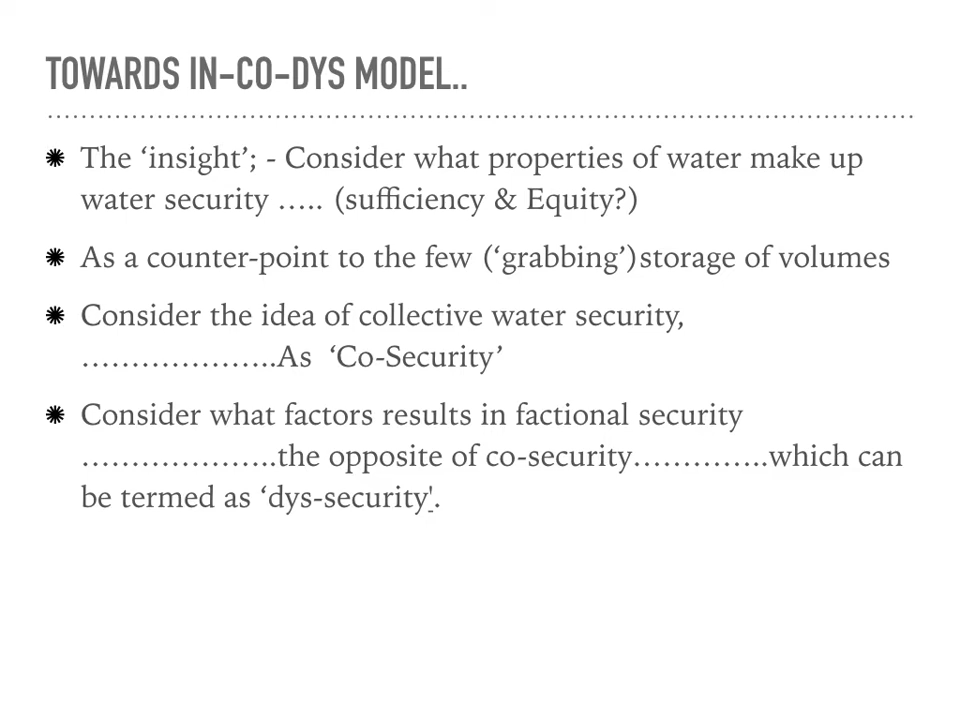 TOWARDS IN-CO-DYS MODEL..
The ‘insight’; - Consider what properties of water make up
water security ….. (sufficiency & Equity?)
As a counter-point to the few (‘grabbing’)storage of volumes
Consider the idea of collective water security,
………………….As ‘Co-Security’
Consider what factors results in factional security
………………….the opposite of co-security…………..which can
be termed as ‘dys-security'.